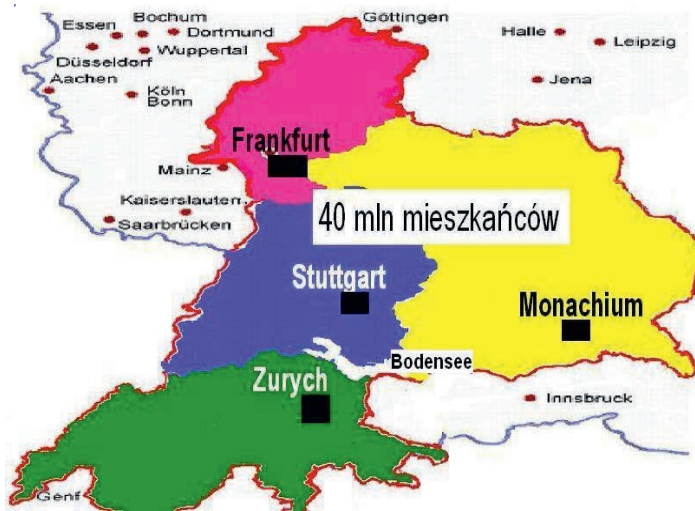 Essen
Bochum
Dortmund
Wuppertal
Düsseldorf
Aachen
Köln
Bonn
Göttingen
Halle
Leipzig
Jena
Frankfurt
Mainz
Kaiserslautern
Saarbrücken
40 mln mieszkańców
Stuttgart
Monachium
Bodensee
Zurych
Innsbruck
Genf